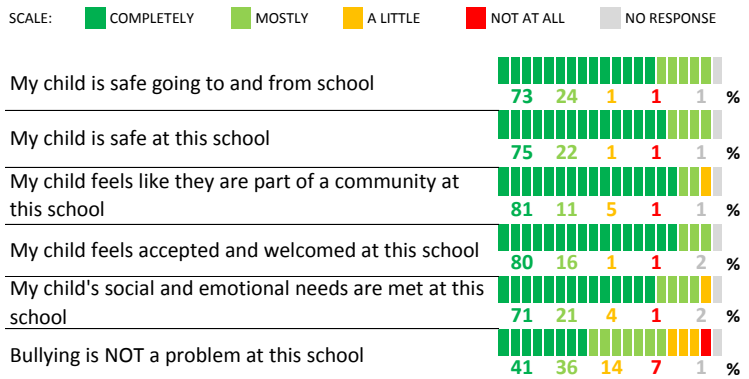 SCALE: COMPLETELY MOSTLY A LITTLE NOT AT ALL NO RESPONSE
My child is safe going to and from school
73 24 1 1 1 %
My child is safe at this school
75 22 1 1 1 %
My child feels like they are part of a community at
this school
81 11 5 1 1 %
My child feels accepted and welcomed at this school
80 16 1 1 2 %
My child's social and emotional needs are met at this
school
71 21 4 1 2 %
Bullying is NOT a problem at this school
41 36 14 7 1 %